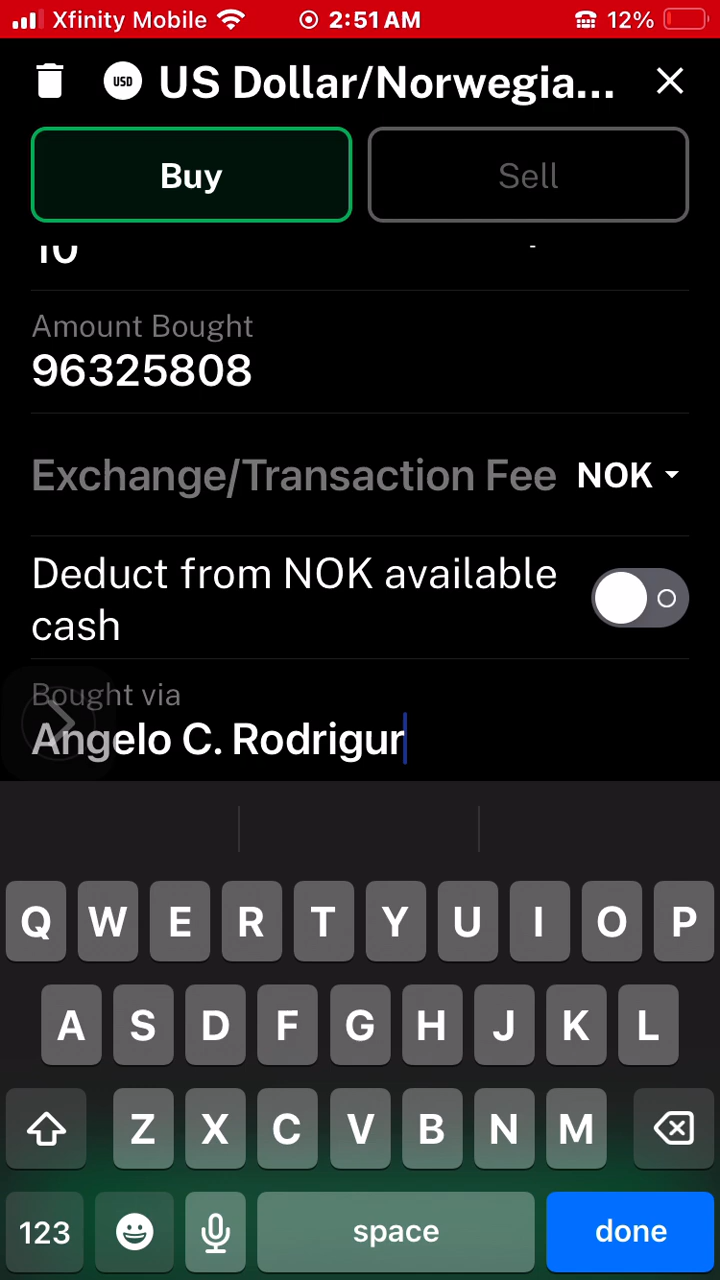 Xfinity Mobile 2:51 AM 12%
USD US Dollar/Norwegia...
Buy Sell
10 -
Amount Bought
96325808
Exchange/Transaction Fee NOK
Deduct from NOK available
cash
Bought via
Angelo C. Rodrigur
Q W E R T Y U I O P
A S D F G H J K L
Z X C V B N M
123 space done